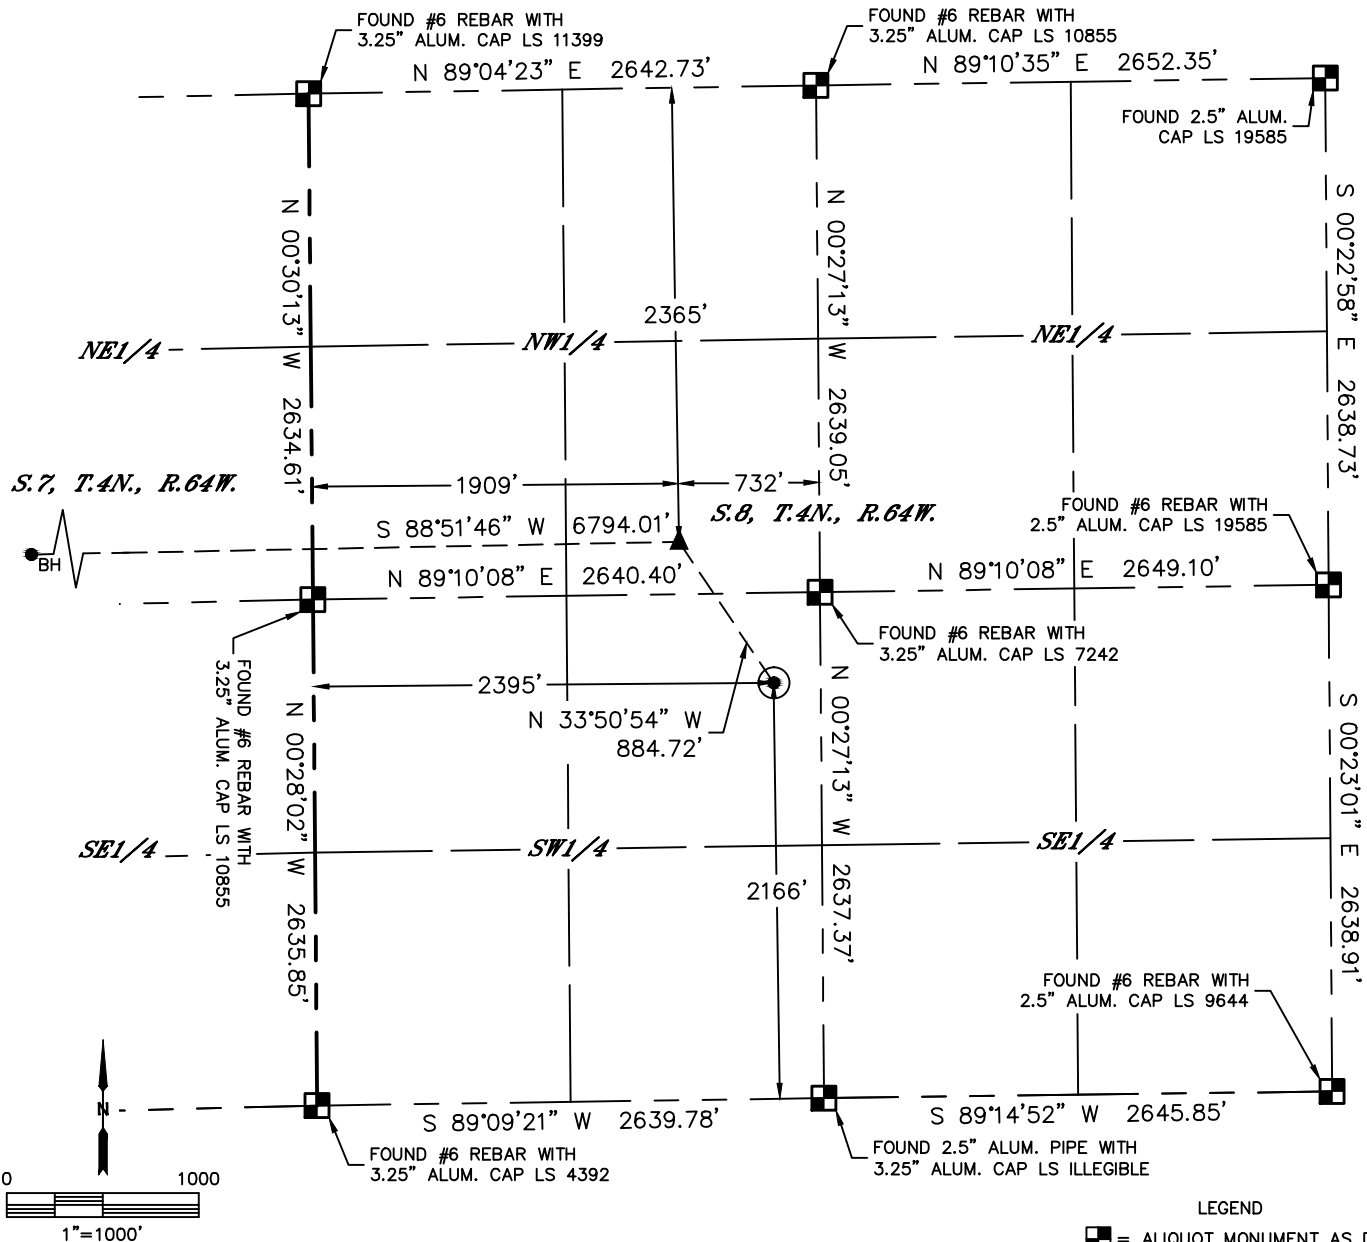 FOUND #6 REBAR WITH
3.25" ALUM. CAP LS 11399
FOUND #6 REBAR WITH
3.25" ALUM. CAP LS 10855
N 89°04'23" E 2642.73'
N 89°10'35" E 2652.35'
FOUND 2.5" ALUM.
CAP LS 19585
N 00°30'13" W 2634.61'
N 00°27'13" W 2639.05'
S 00°22'58" E 2638.73'
2365'
NE1/4
NW1/4
NE1/4
S.7, T.4N., R.64W.
1909'
732'
S.8, T.4N., R.64W.
FOUND #6 REBAR WITH
2.5" ALUM. CAP LS 19585
S 88°51'46" W 6794.01'
BH
N 89°10'08" E 2640.40'
N 89°10'08" E 2649.10'
FOUND #6 REBAR WITH
3.25" ALUM. CAP LS 7242
FOUND #6 REBAR WITH
3.25" ALUM. CAP LS 10855
2395'
N 33°50'54" W
884.72'
N 00°28'02" W 2635.85'
N 00°27'13" W 2637.37'
S 00°23'01" E 2638.91'
SE1/4
SW1/4
SE1/4
2166'
FOUND #6 REBAR WITH
2.5" ALUM. CAP LS 9644
N
S 89°09'21" W 2639.78'
S 89°14'52" W 2645.85'
FOUND #6 REBAR WITH
3.25" ALUM. CAP LS 4392
FOUND 2.5" ALUM. PIPE WITH
3.25" ALUM. CAP LS ILLEGIBLE
0 1000
1"=1000'
LEGEND
= ALIQUOT MONUMENT AS